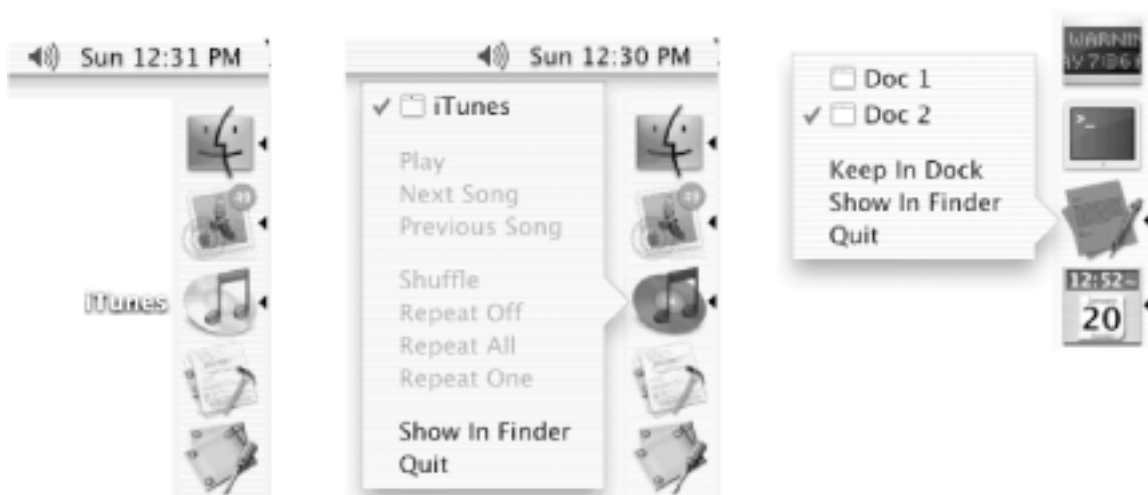 Sun 12:31 PM
iTunes
Sun 12:30 PM
iTunes
Play
Next Song
Previous Song
Shuffle
Repeat Off
Repeat All
Repeat One
Show In Finder
Quit
Doc 1
Doc 2
Keep In Dock
Show In Finder
Quit
12:52
20